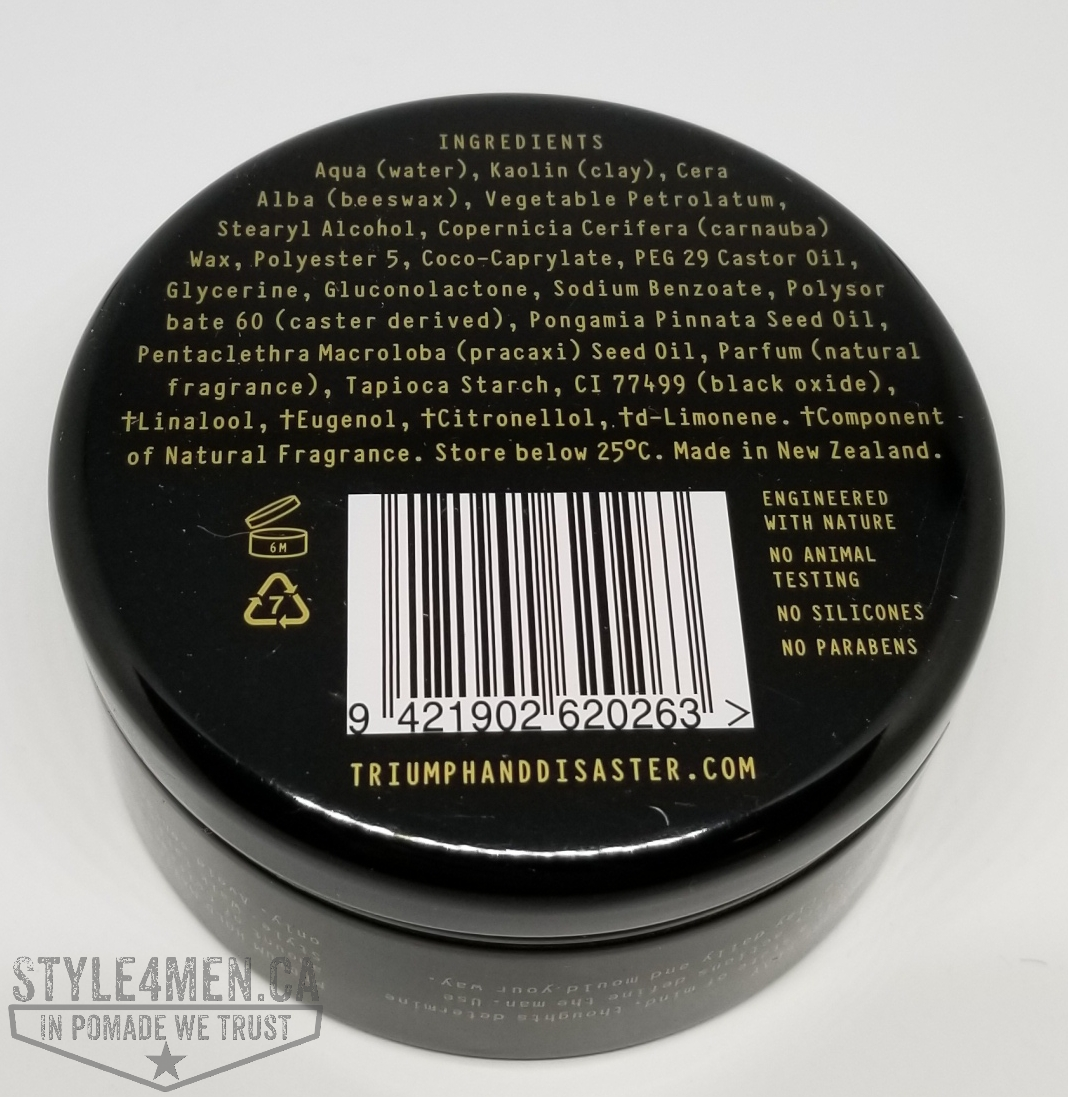 INGREDIENTS
Aqua (water), Kaolin (clay), Cera
Alba (beeswax), Vegetable Petrolatum,
Stearyl Alcohol, Copernicia Cerifera (carnauba)
Wax, Polyester 5, Coco-Caprylate, PEG 29 Castor Oil,
Glycerine, Gluconolactone, Sodium Benzoate, Polysor
bate 60 (caster derived), Pongamia Pinnata Seed Oil,
Pentaclethra Macroloba (pracaxi) Seed Oil, Parfum (natural
fragrance), Tapioca Starch, CI 77499 (black oxide),
†Linalool, †Eugenol, †Citronellol, †d-Limonene. †Component
of Natural Fragrance. Store below 25°C. Made in New Zealand.
6M
7
9 421902 620263 >
ENGINEERED
WITH NATURE
NO ANIMAL
TESTING
NO SILICONES
NO PARABENS
TRIUMPHANDDISASTER.COM
thoughts determine
define the man. Use
and mould your way.
only.
STYLE4MEN.CA
IN POMADE WE TRUST